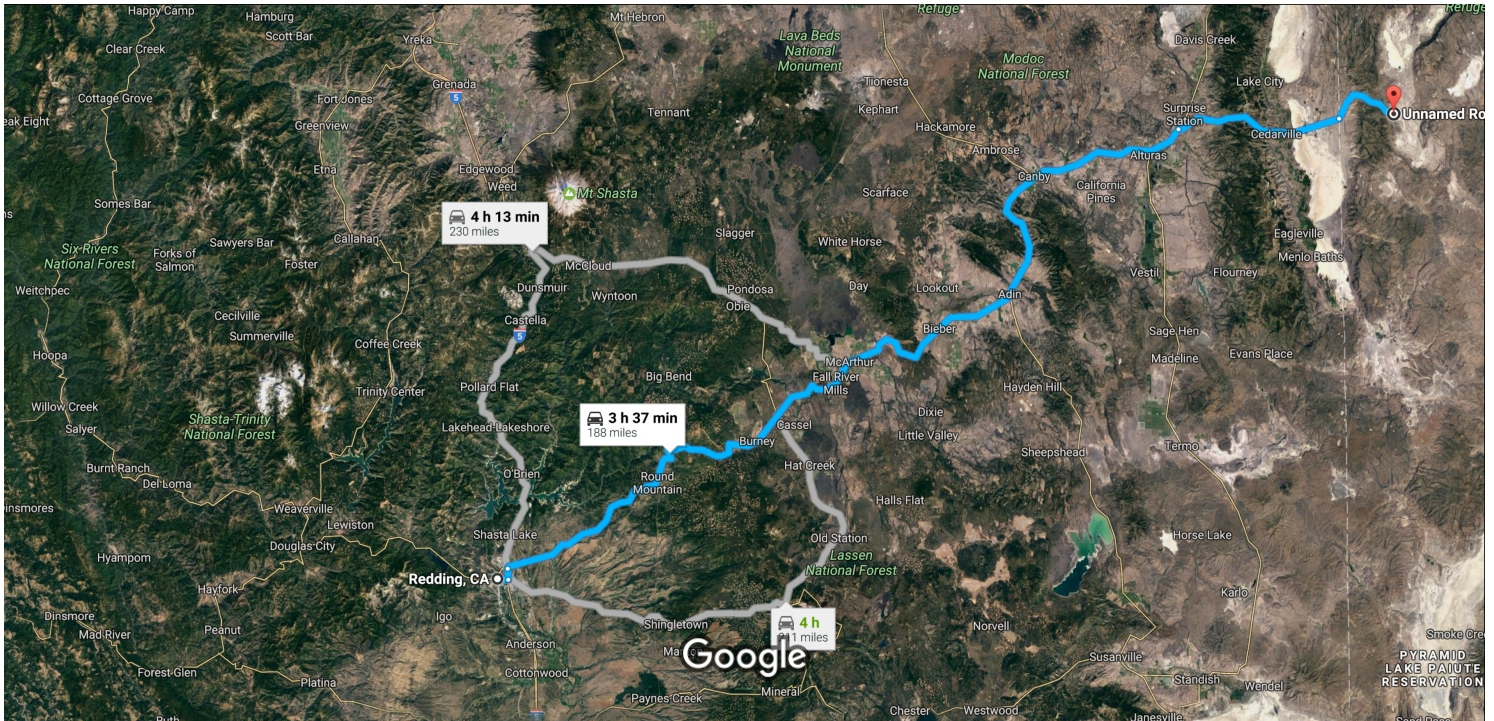 Happy Camp
Hamburg
Mt Hebron
Refuge
Refuge
Scott Bar
Clear Creek
Yreka
Lava Beds
National
Monument
Davis Creek
Modoc
National Forest
Grenada
5
Lake City
Tionesta
Cottage Grove
Fort Jones
Tennant
Kephart
Surprise
Station
Unnamed Ro
eak Eight
Greenview
Hackamore
Cedarville
Ambrose
Alturas
Etna
Edgewood
Weed
Canby
California
Pines
Mt Shasta
Scarface
Somes Bar
4 h 13 min
230 miles
ns
Slagger
Eagleville
Sawyers Bar
Callahan
White Horse
Six Rivers
National Forest
Forks of
Salmon
Foster
McCloud
Menlo Baths
Vestil
Flourney
Weitchpec
Dunsmuir
Wyntoon
Pondosa
Day
Lookout
Adin
Obie
Cecilville
Castella
Bieber
Summerville
5
Coffee Creek
Sage Hen
Hoopa
Madeline
Evans Place
McArthur
Fall River
Mills
Big Bend
Pollard Flat
Trinity Center
Hayden Hill
Willow Creek
3 h 37 min
188 miles
Dixie
Shasta-Trinity
National Forest
Salyer
Lakehead-Lakeshore
Cassel
Little Valley
Burney
Termo
Sheepshead
Burnt Ranch
Hat Creek
O'Brien
Del Loma
Round
Mountain
Halls Flat
insmores
Weaverville
Lewiston
Shasta Lake
Old Station
Horse Lake
Douglas City
Hyampom
Lassen
National Forest
Redding, CA
Hayfork
Karlo
Dinsmore
Igo
Shingletown
4 h
11 miles
Norvell
Mad River
Peanut
Smoke Cre
Anderson
Google
PYRAMID
LAKE PAIUTE
RESERVATION
Susanville
Forest Glen
Cottonwood
Platina
Standish
Wendel
Paynes Creek
Mineral
Chester
Westwood
Janesville